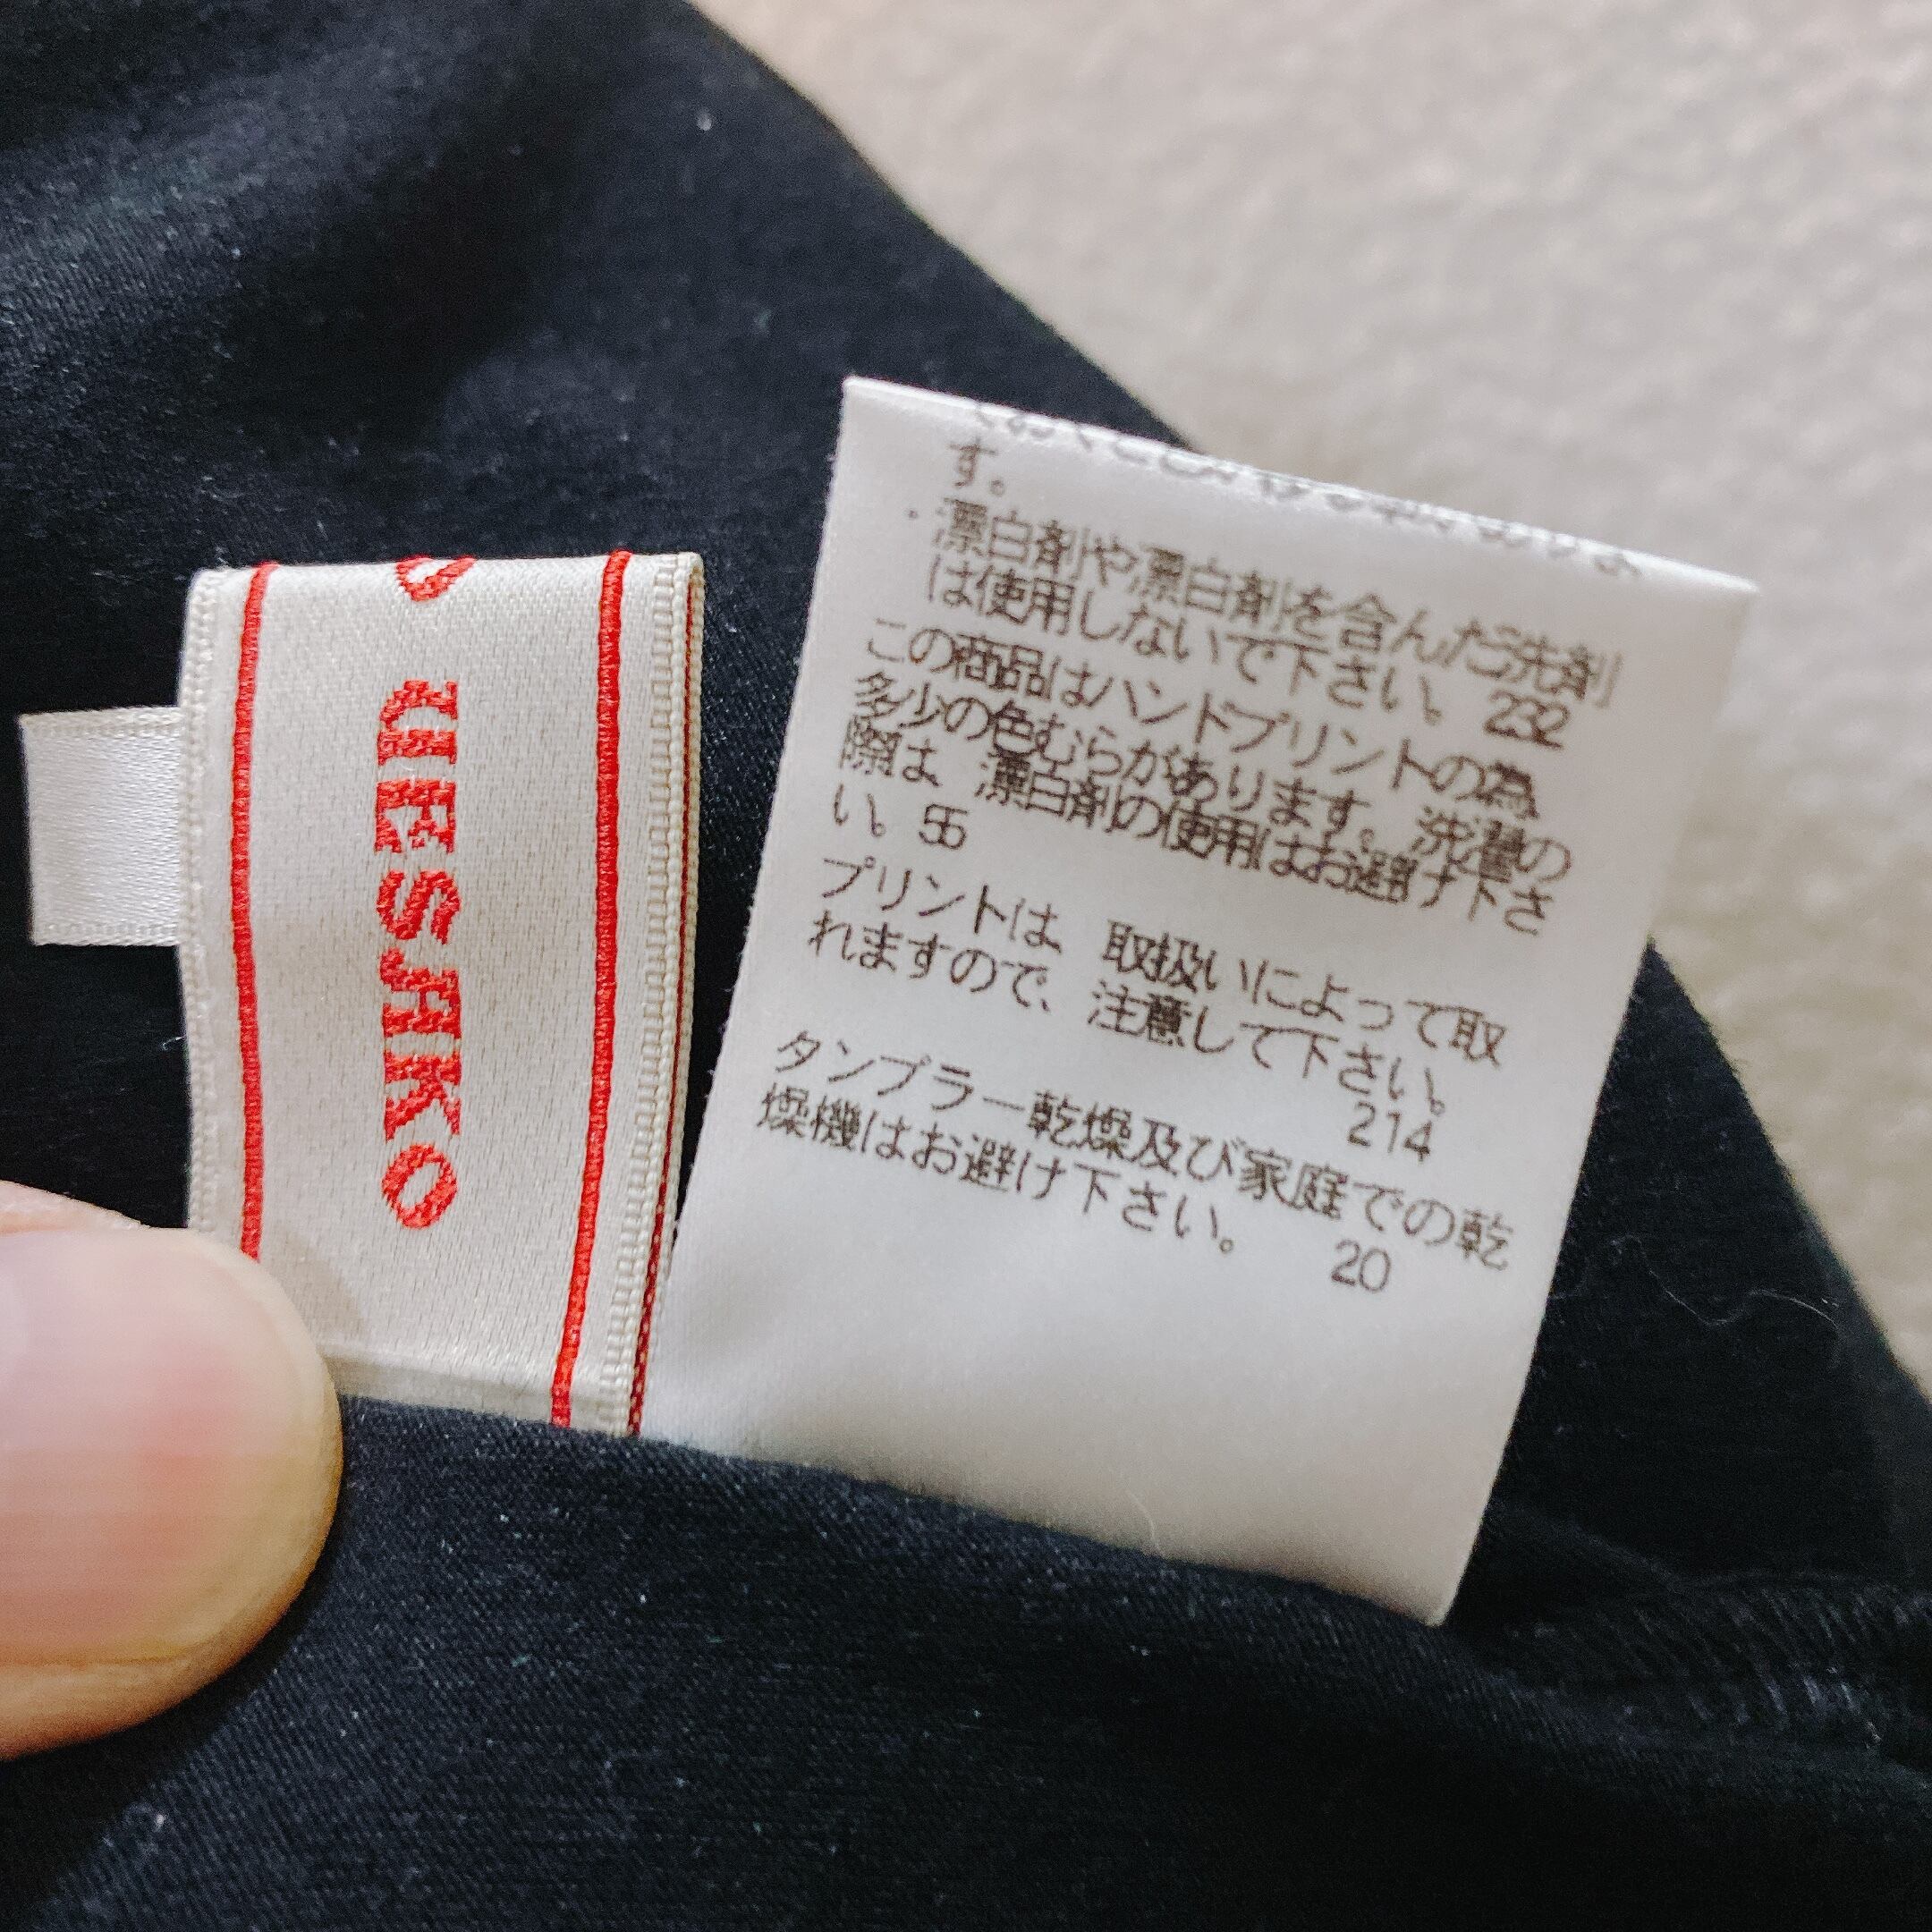 KIESAKO
す。
・漂白剤や漂白剤を含んだ洗剤
は使用しないで下さい。 232
この商品はハンドプリントの為
多少の色むらがあります。洗濯の
際は 漂白剤の使用はお避け下さ
い。55
プリントは、取扱いによって取
れますので、注意して下さい。
214
タンブラー乾燥及び家庭での乾
燥機はお避け下さい。 20